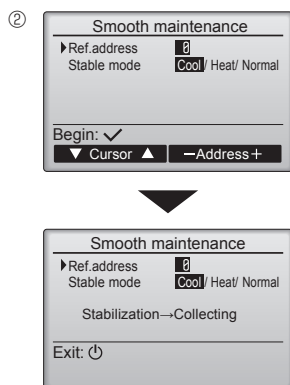 ②
Smooth maintenance
▶Ref.address 0
Stable mode Cool/ Heat/ Normal
Begin: ✓
▼ Cursor ▲ −Address+
Smooth maintenance
▶Ref.address 0
Stable mode Cool/ Heat/ Normal
Stabilization→Collecting
Exit: ⏻